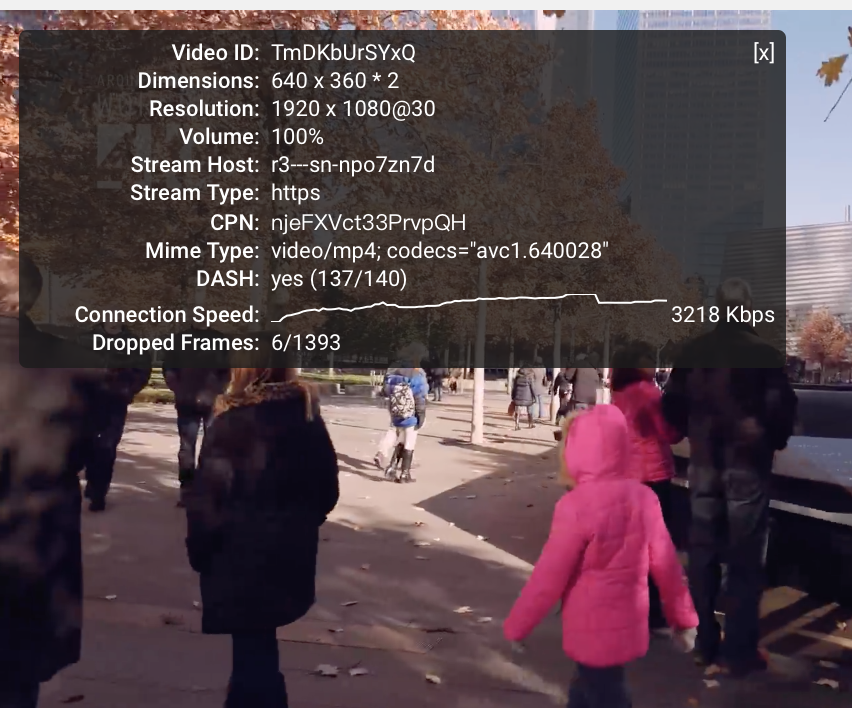 Video ID: TmDKbUrSYxQ [x]
Dimensions: 640 x 360 * 2
Resolution: 1920 x 1080@30
Volume: 100%
Stream Host: r3---sn-npo7zn7d
Stream Type: https
CPN: njeFXVct33PrvpQH
Mime Type: video/mp4; codecs="avc1.640028"
DASH: yes (137/140)
Connection Speed: 3218 Kbps
Dropped Frames: 6/1393